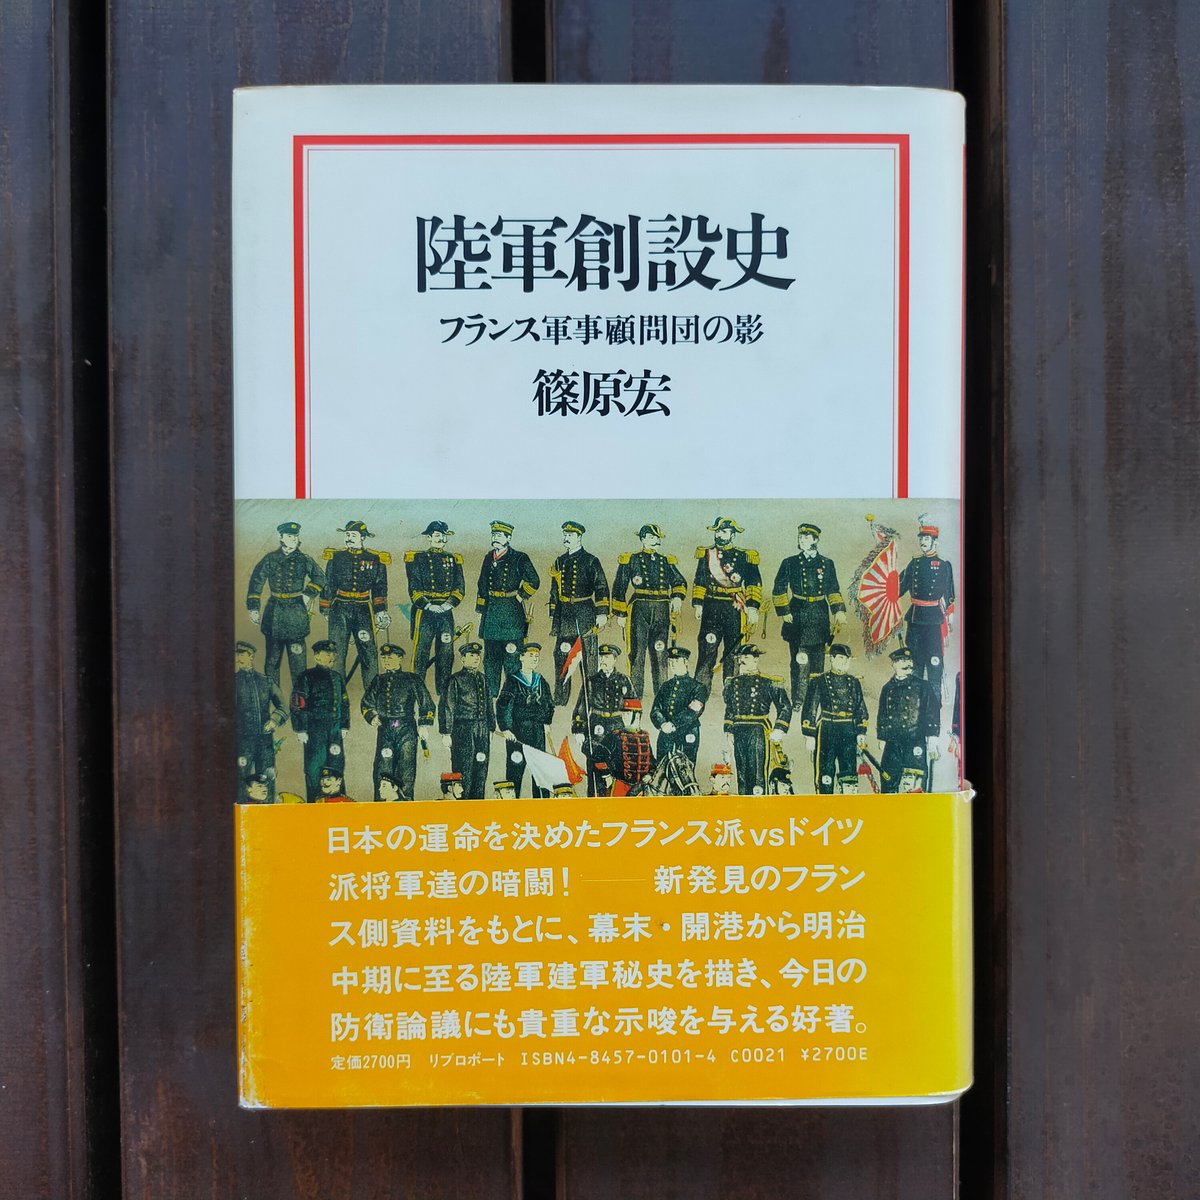 陸軍創設史
フランス軍事顧問団の影
篠原宏
日本の運命を決めたフランス派vsドイツ
派将軍達の暗闘!――新発見のフラン
ス側資料をもとに、幕末・開港から明治
中期に至る陸軍建軍秘史を描き、今日の
防衛論議にも貴重な示唆を与える好著。
定価2700円 リブロポート ISBN4-8457-0101-4 C0021 ¥2700E